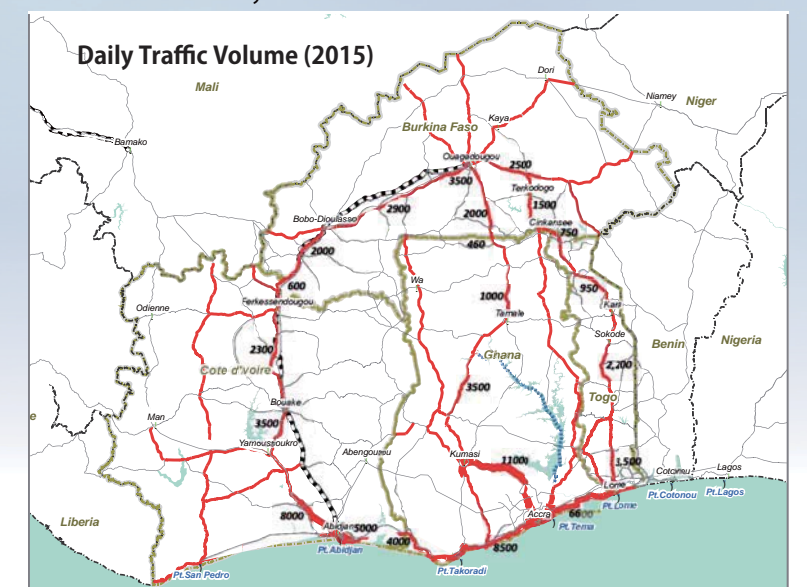 Daily Traffic Volume (2015)
Mali
Dori
Niamey
Niger
Kaya
Burkina Faso
Bamako
Ouagadougou
2500
3500
Terkodogo
2900
1500
2000
Bobo-Dioulasso
Cinkansee
750
460
2000
Wa
600
950
1000
Kara
Ferkessendougou
Odienne
Tamale
Sokode
Benin
Nigeria
2300
Ghana
Cote d'ivoire
2,200
3500
Togo
Bouake
Man
3500
Yamoussoukro
Abengourou
Kumasi
1100
3,500
Cotonou
Lagos
Lome
Pt.Cotonou
Pt.Lagos
Pt.Lome
8000
Accra
6600
Liberia
Abidjan
5000
Pt.Tema
4000
Pt.Abidjan
8500
Pt.San Pedro
Pt.Takoradi